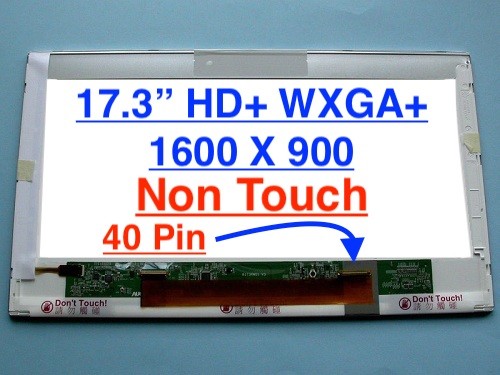 17.3” HD+ WXGA+
1600 X 900
Non Touch
40 Pin
Don't Touch!
請勿觸碰
Don't Touch!
請勿觸碰